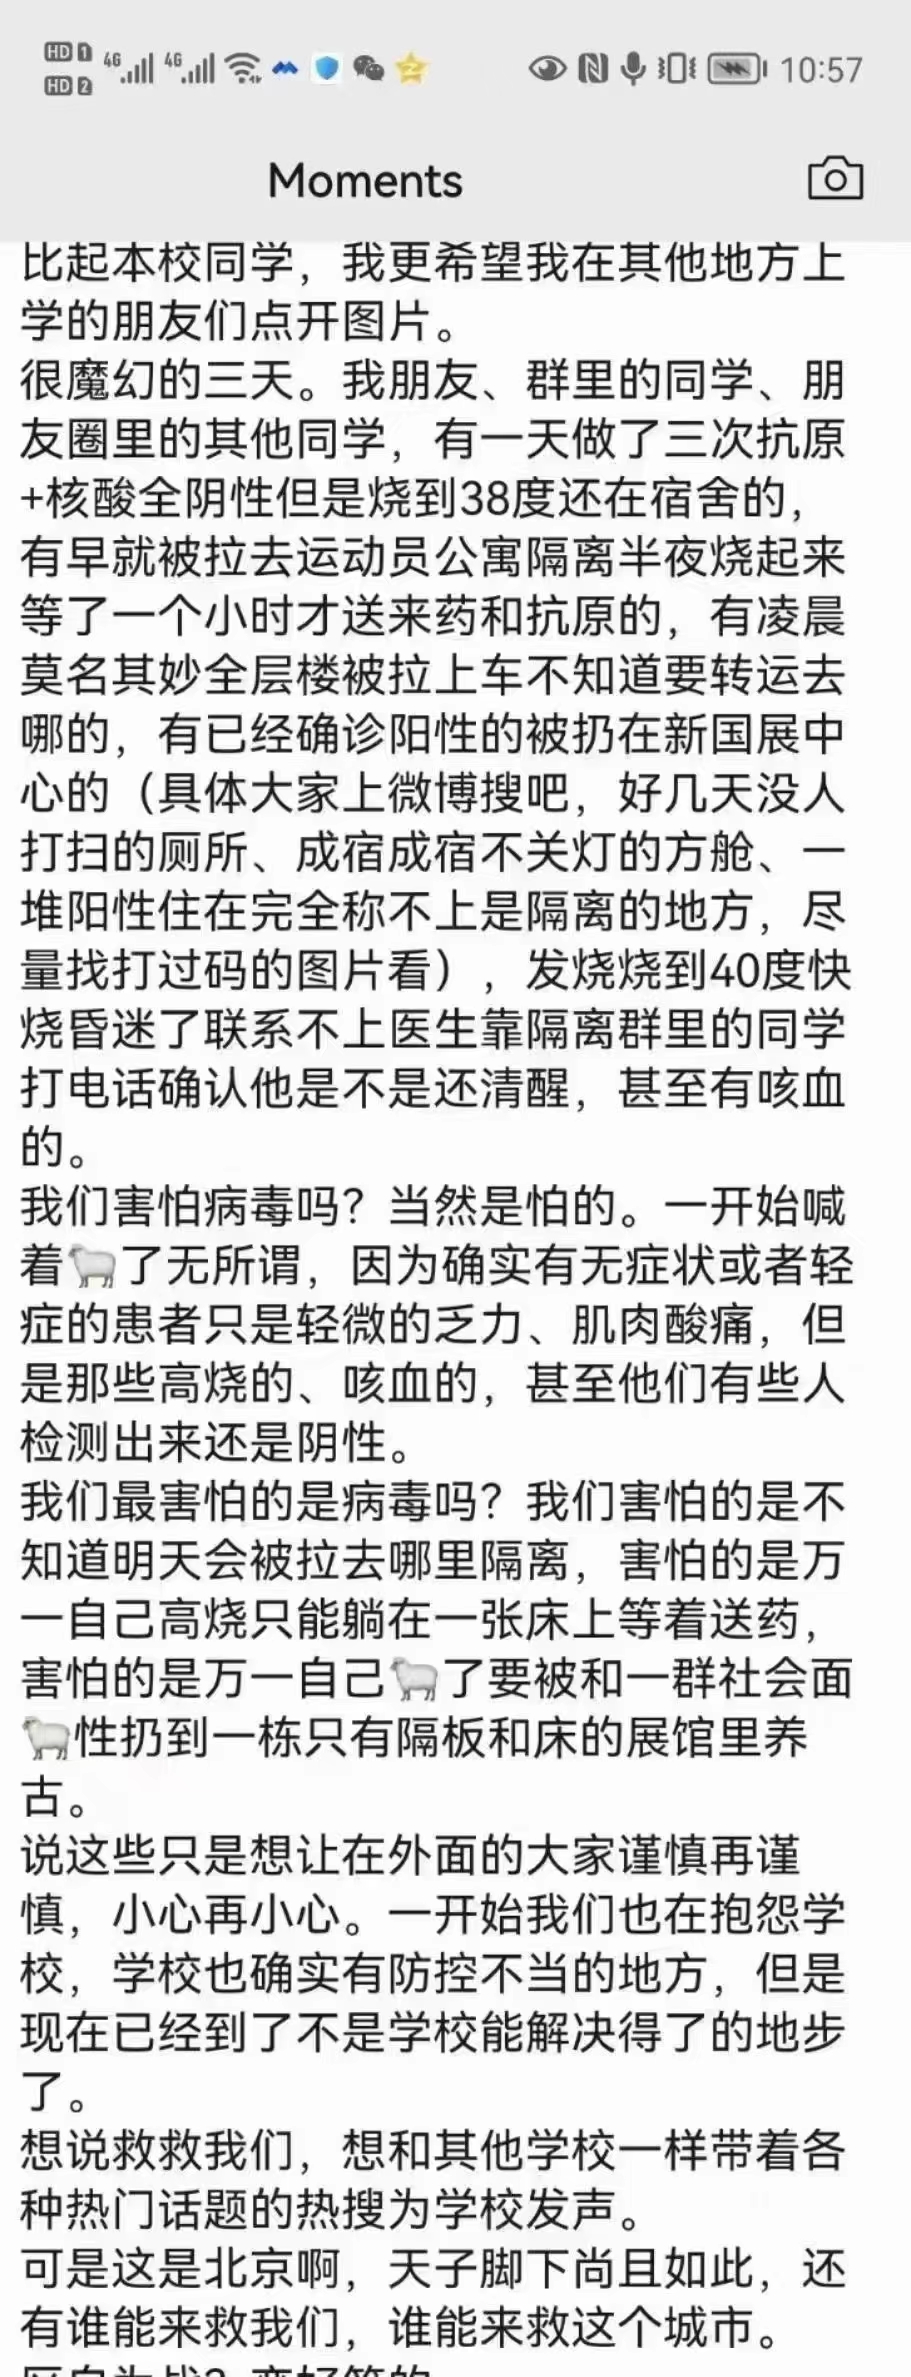 HD 1 4G 4G 10:57
HD 2
Moments
比起本校同学，我更希望我在其他地方上
学的朋友们点开图片。
很魔幻的三天。我朋友、群里的同学、朋
友圈里的其他同学，有一天做了三次抗原
+核酸全阴性但是烧到38度还在宿舍的，
有早就被拉去运动员公寓隔离半夜烧起来
等了一个小时才送来药和抗原的，有凌晨
莫名其妙全层楼被拉上车不知道要转运去
哪的，有已经确诊阳性的被扔在新国展中
心的（具体大家上微博搜吧，好几天没人
打扫的厕所、成宿成宿不关灯的方舱、一
堆阳性住在完全称不上是隔离的地方，尽
量找打过码的图片看），发烧烧到40度快
烧昏迷了联系不上医生靠隔离群里的同学
打电话确认他是不是还清醒，甚至有咳血
的。
我们害怕病毒吗？当然是怕的。一开始喊
着🐑了无所谓，因为确实有无症状或者轻
症的患者只是轻微的乏力、肌肉酸痛，但
是那些高烧的、咳血的，甚至他们有些人
检测出来还是阴性。
我们最害怕的是病毒吗？我们害怕的是不
知道明天会被拉去哪里隔离，害怕的是万
一自己高烧只能躺在一张床上等着送药，
害怕的是万一自己🐑了要被和一群社会面
🐑性扔到一栋只有隔板和床的展馆里养
古。
说这些只是想让在外面的大家谨慎再谨
慎，小心再小心。一开始我们也在抱怨学
校，学校也确实有防控不当的地方，但是
现在已经到了不是学校能解决得了的地步
了。
想说救救我们，想和其他学校一样带着各
种热门话题的热搜为学校发声。
可是这是北京啊，天子脚下尚且如此，还
有谁能来救我们，谁能来救这个城市。